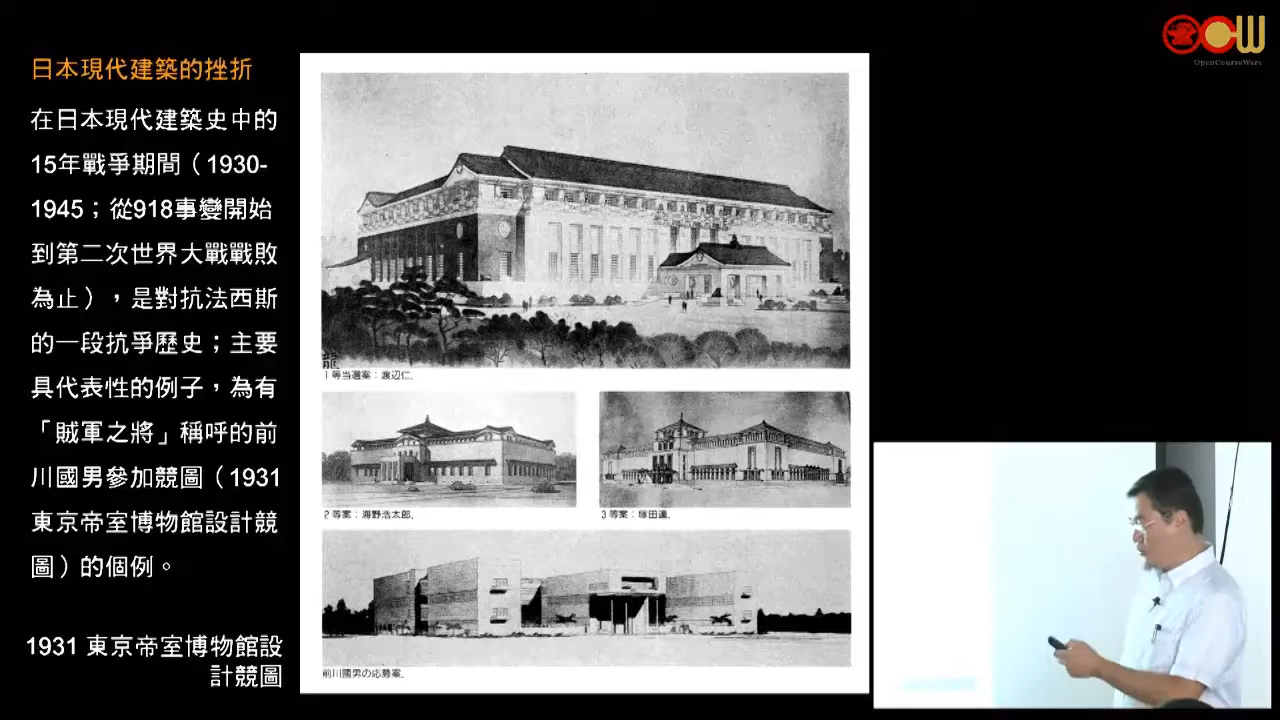 OCW
OpenCourseWare
日本現代建築的挫折
在日本現代建築史中的
15年戰爭期間（1930-
1945；從918事變開始
到第二次世界大戰戰敗
為止），是對抗法西斯
的一段抗爭歷史；主要
具代表性的例子，為有
「賊軍之將」稱呼的前
川國男參加競圖（1931
東京帝室博物館設計競
圖）的個例。
1931 東京帝室博物館設
計競圖
龍
1等当選案：渡辺仁。
2等案：海野浩太郎。
3等案：塚田達。
前川國男の応募案。